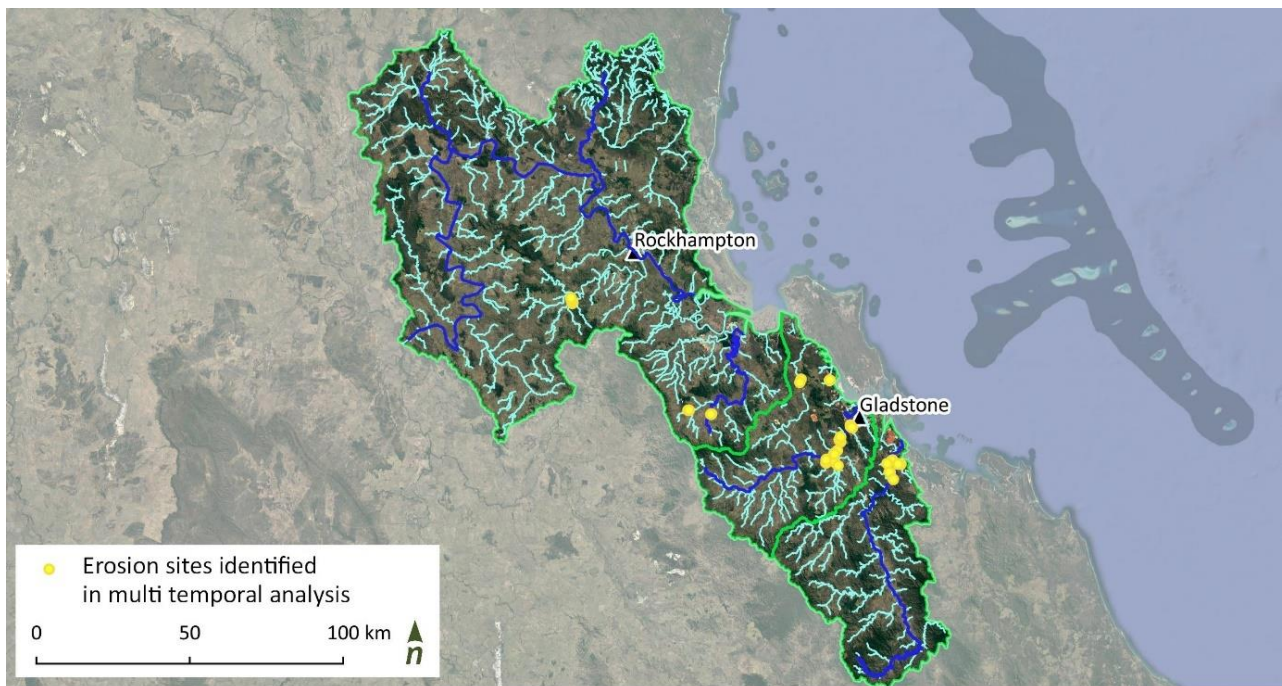 Rockhampton
Gladstone
Erosion sites identified
in multi temporal analysis
0 50 100 km
n